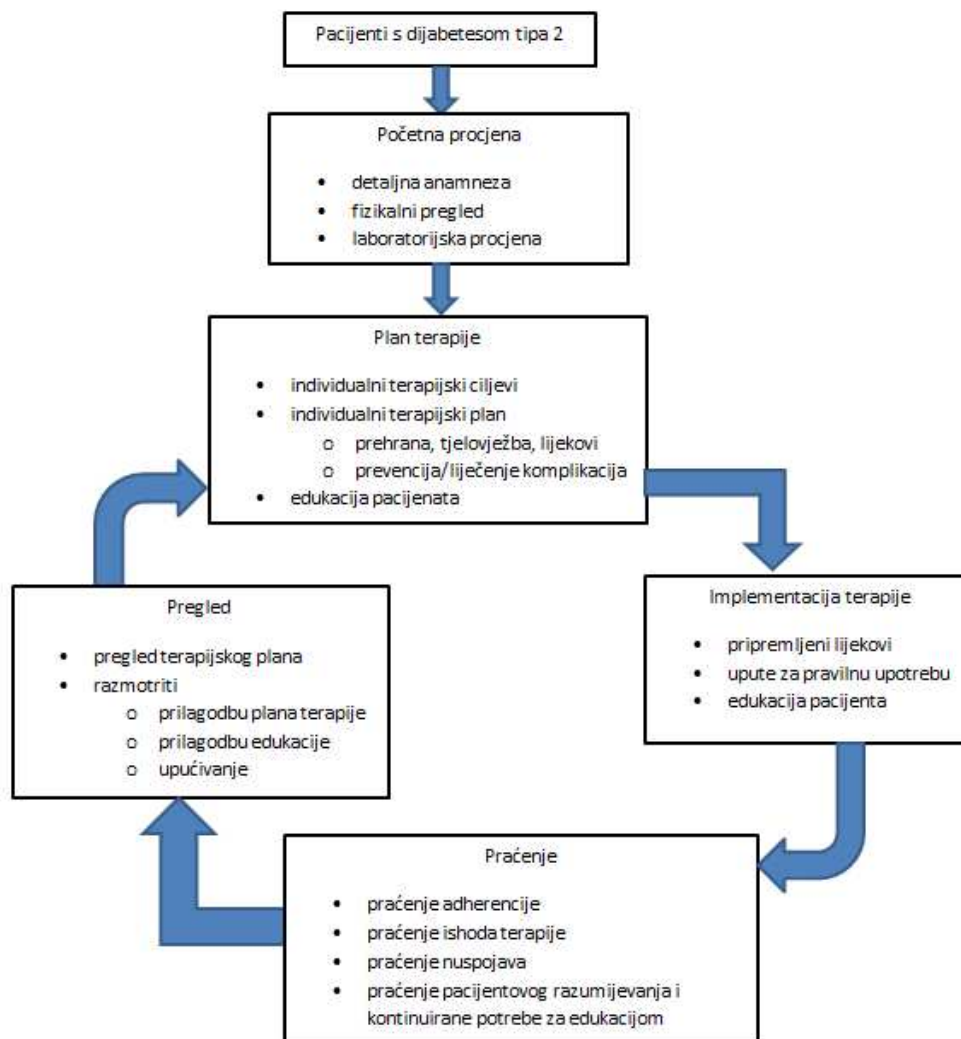 Pacijenti s dijabetesom tipa 2
Početna procjena
• detaljna anamneza
• fizikalni pregled
• laboratorijska procjena
Plan terapije
• individualni terapijski ciljevi
• individualni terapijski plan
o prehrana, tjelovježba, lijekovi
o prevencija/liječenje komplikacija
• edukacija pacijenata
Implementacija terapije
• pripremljeni lijekovi
• upute za pravilnu upotrebu
• edukacija pacijenta
Praćenje
• praćenje adherencije
• praćenje ishoda terapije
• praćenje nuspojava
• praćenje pacijentovog razumijevanja i
kontinuirane potrebe za edukacijom
Pregled
• pregled terapijskog plana
• razmotriti
o prilagodbu plana terapije
o prilagodbu edukacije
o upućivanje